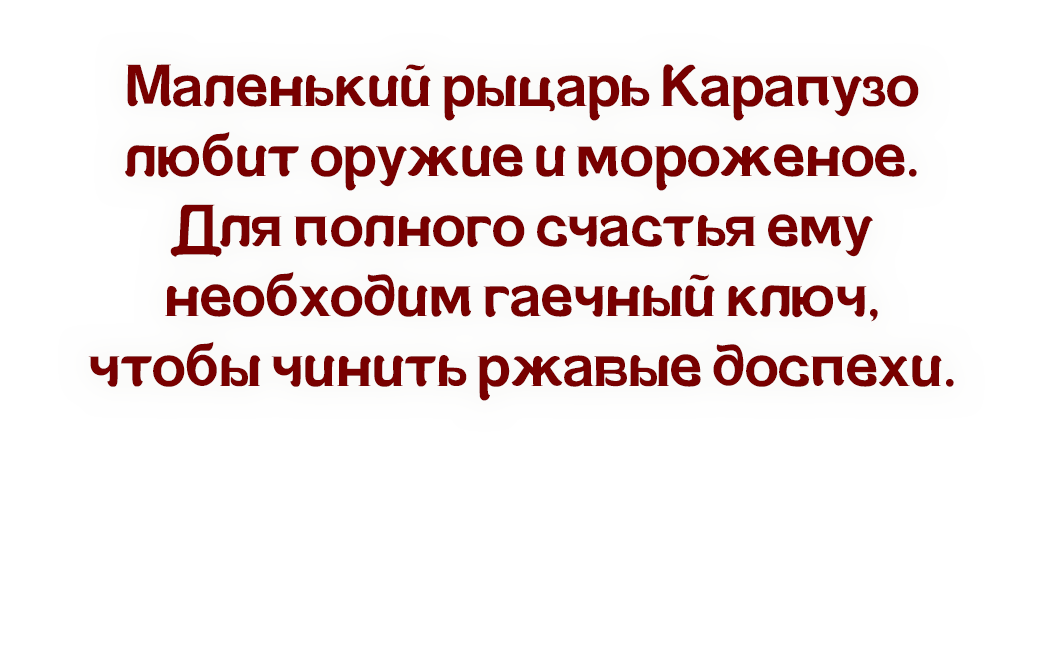 Маленький рыцарь Карапузо
любит оружие и мороженое.
Для полного счастья ему
необходим гаечный ключ,
чтобы чинить ржавые доспехи.